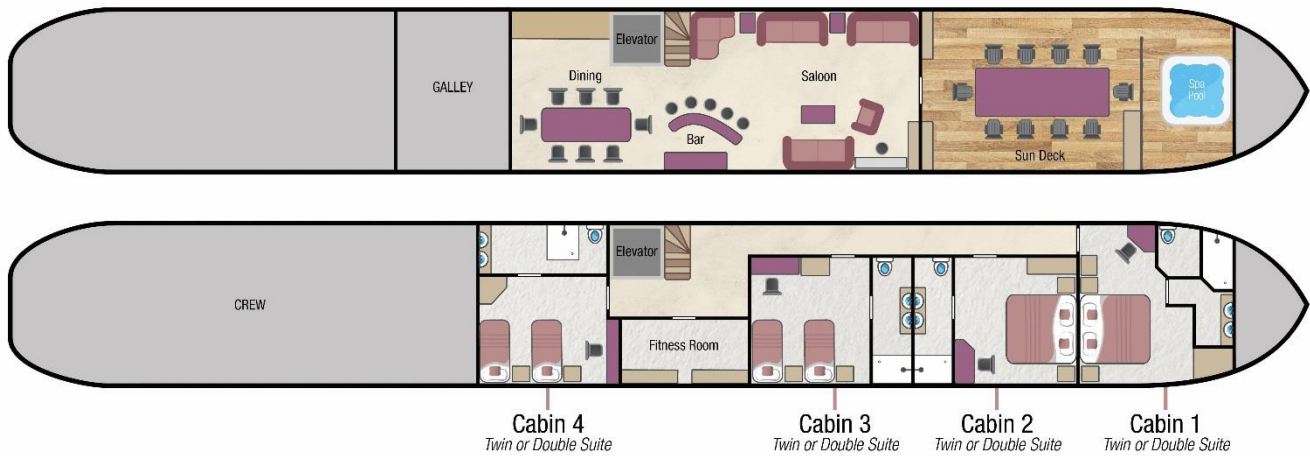 GALLEY
Dining
Elevator
Saloon
Bar
Sun Deck
Spa
Pool
CREW
Elevator
Fitness Room
Cabin 4
Twin or Double Suite
Cabin 3
Twin or Double Suite
Cabin 2
Twin or Double Suite
Cabin 1
Twin or Double Suite